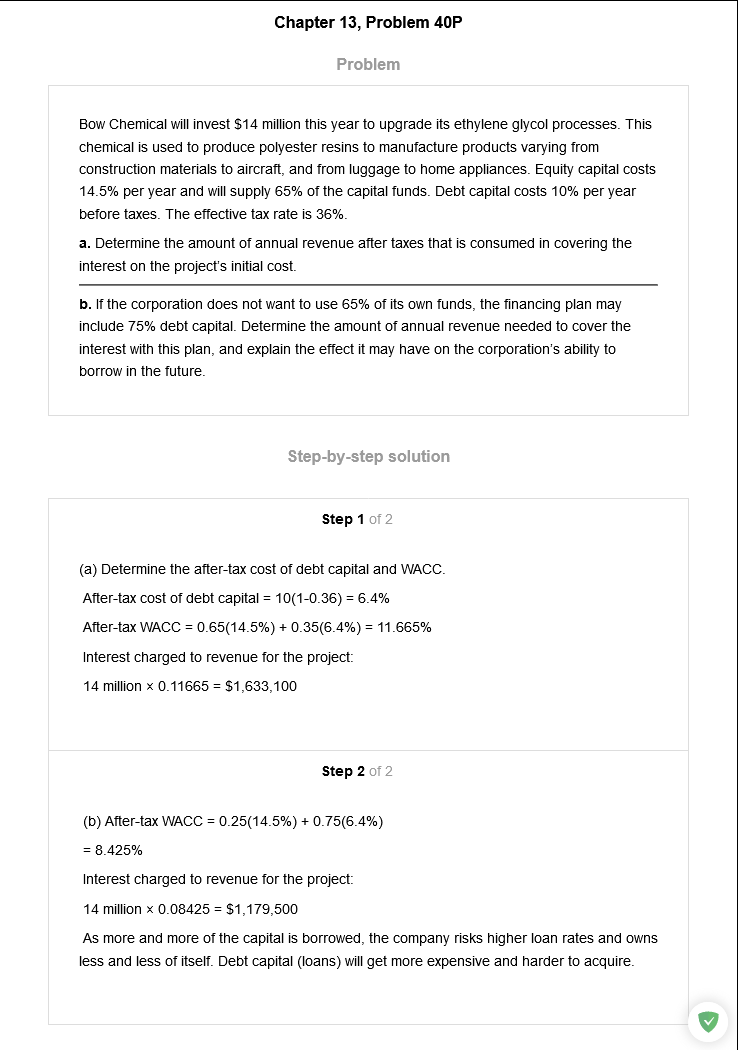 Chapter 13, Problem 40P
Problem
Bow Chemical will invest $14 million this year to upgrade its ethylene glycol processes. This
chemical is used to produce polyester resins to manufacture products varying from
construction materials to aircraft, and from luggage to home appliances. Equity capital costs
14.5% per year and will supply 65% of the capital funds. Debt capital costs 10% per year
before taxes. The effective tax rate is 36%.
a. Determine the amount of annual revenue after taxes that is consumed in covering the
interest on the project's initial cost.
b. If the corporation does not want to use 65% of its own funds, the financing plan may
include 75% debt capital. Determine the amount of annual revenue needed to cover the
interest with this plan, and explain the effect it may have on the corporation's ability to
borrow in the future.
Step-by-step solution
Step 1 of 2
(a) Determine the after-tax cost of debt capital and WACC.
After-tax cost of debt capital = 10(1-0.36) = 6.4%
After-tax WACC = 0.65(14.5%) + 0.35(6.4%) = 11.665%
Interest charged to revenue for the project:
14 million × 0.11665 = $1,633,100
Step 2 of 2
(b) After-tax WACC = 0.25(14.5%) + 0.75(6.4%)
= 8.425%
Interest charged to revenue for the project:
14 million × 0.08425 = $1,179,500
As more and more of the capital is borrowed, the company risks higher loan rates and owns
less and less of itself. Debt capital (loans) will get more expensive and harder to acquire.